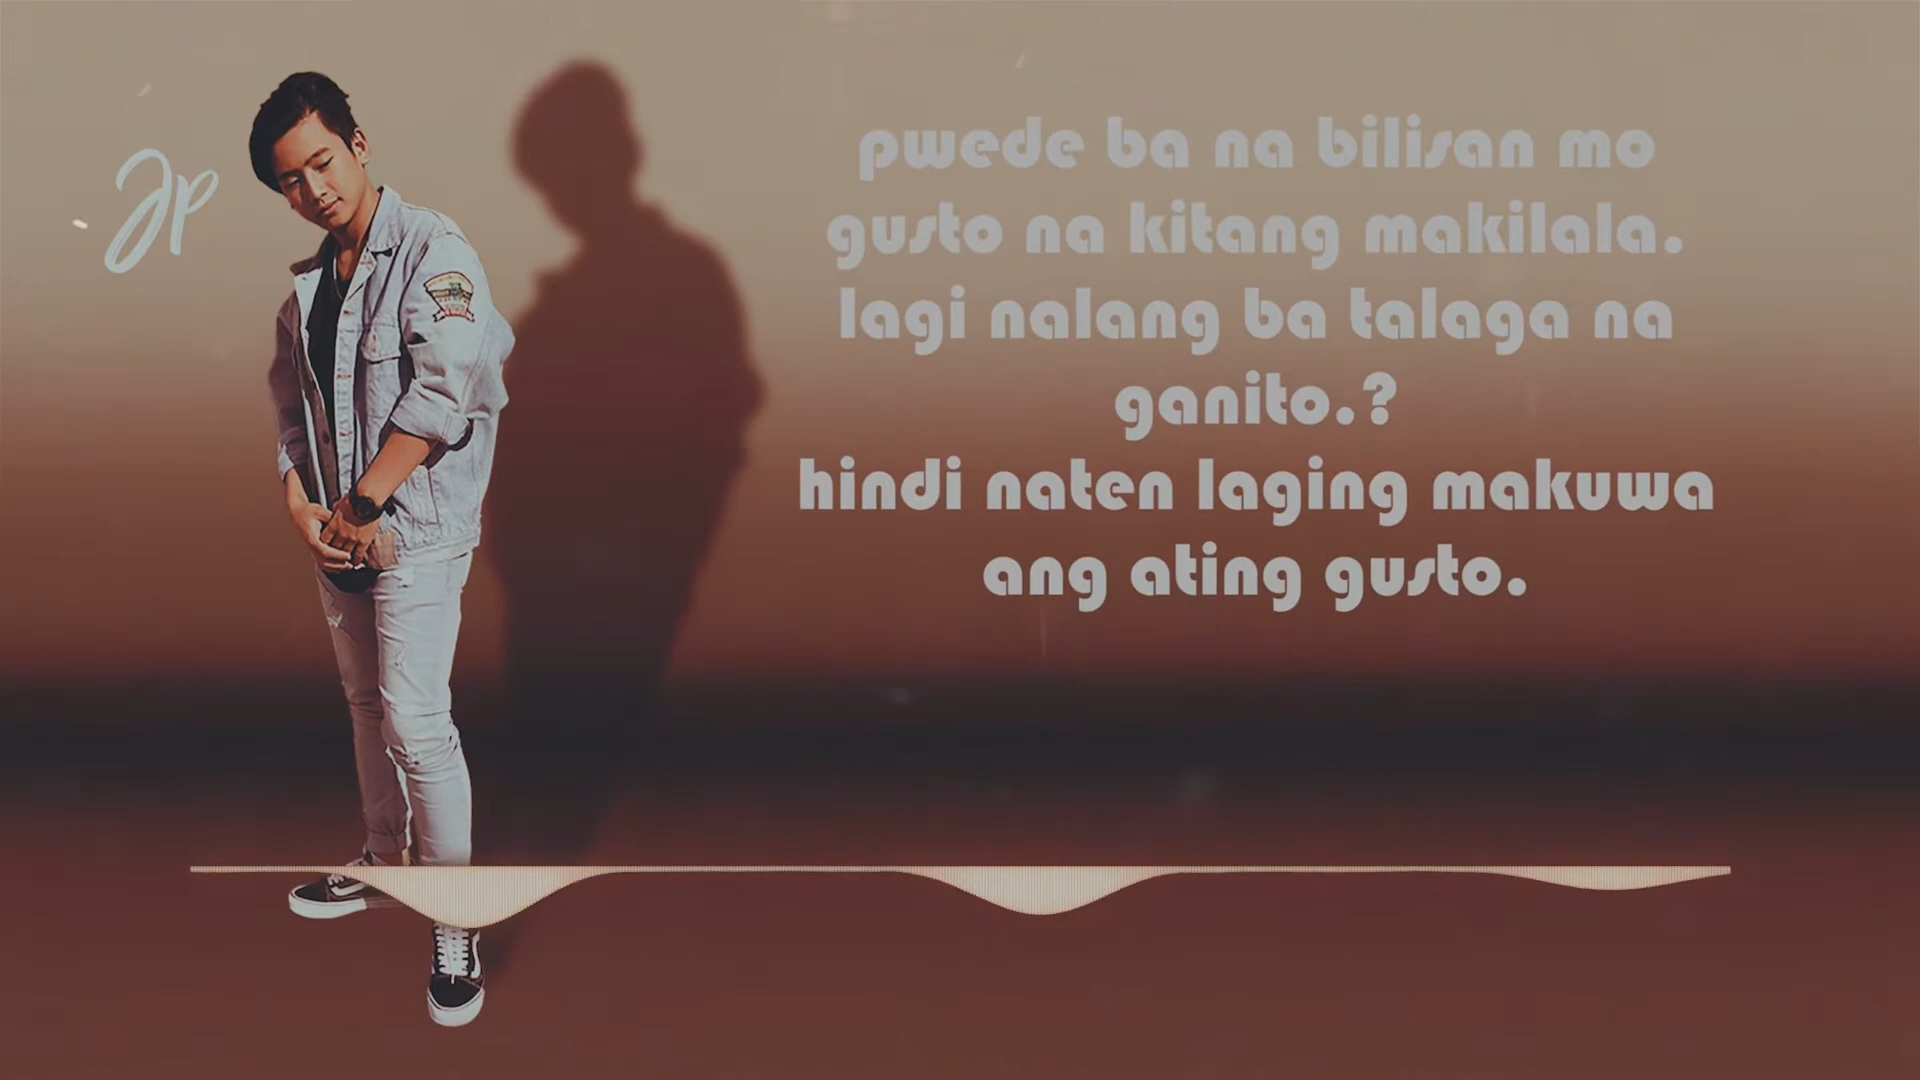 Jp
pwede ba na bilisan mo
gusto na kitang makilala.
lagi nalang ba talaga na
ganito.?
hindi naten laging makuwa
ang ating gusto.